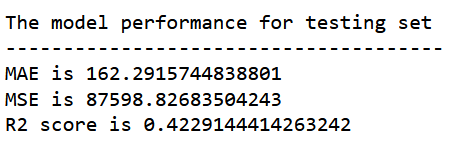 The model performance for testing set
--------------------------------------
MAE is 162.2915744838801
MSE is 87598.82683504243
R2 score is 0.4229144414263242